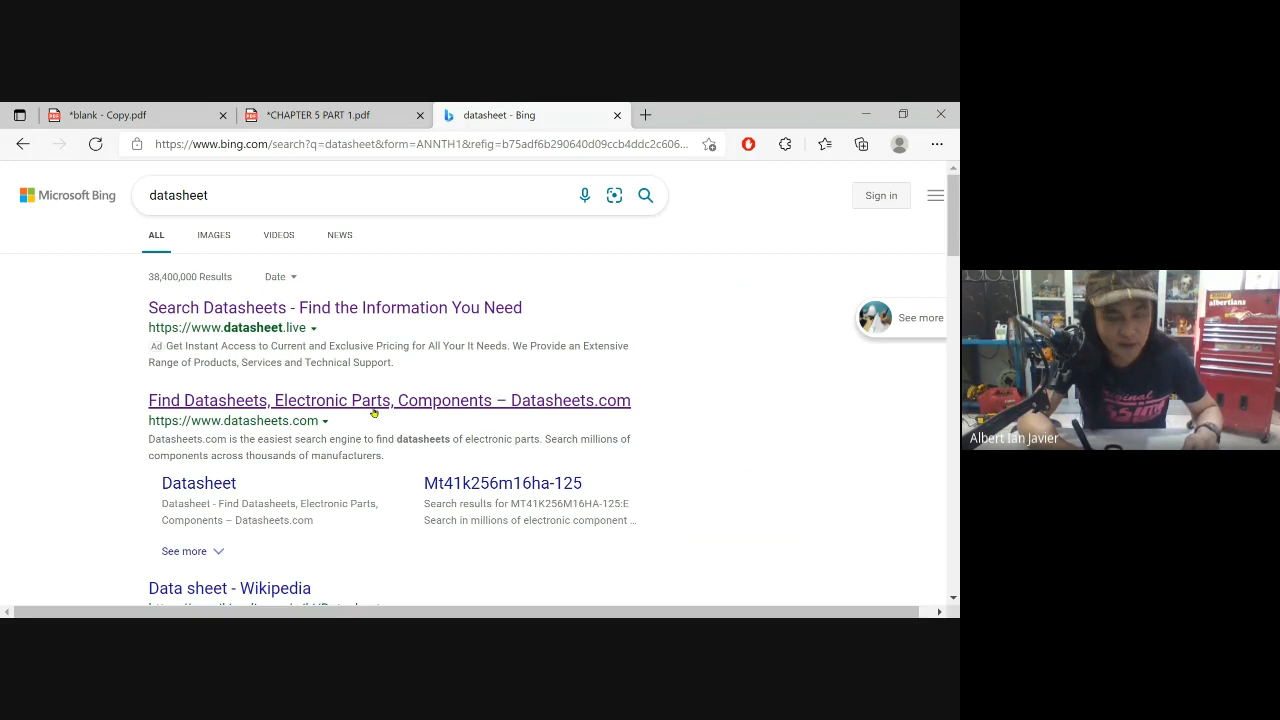 *blank - Copy.pdf
*CHAPTER 5 PART 1.pdf
datasheet - Bing
https://www.bing.com/search?q=datasheet&form=ANNTH1&refig=b75adf6b290640d09ccb4ddc2c606...
Microsoft Bing
datasheet
Sign in
ALL
IMAGES
VIDEOS
NEWS
38,400,000 Results
Date
Search Datasheets - Find the Information You Need
https://www.datasheet.live
Ad Get Instant Access to Current and Exclusive Pricing for All Your It Needs. We Provide an Extensive
Range of Products, Services and Technical Support.
See more
Find Datasheets, Electronic Parts, Components – Datasheets.com
https://www.datasheets.com
Datasheets.com is the easiest search engine to find datasheets of electronic parts. Search millions of
components across thousands of manufacturers.
Datasheet
Datasheet - Find Datasheets, Electronic Parts,
Components – Datasheets.com
Mt41k256m16ha-125
Search results for MT41K256M16HA-125:E
Search in millions of electronic component ...
See more
Data sheet - Wikipedia
albertians
Original
Albert Ian Javier